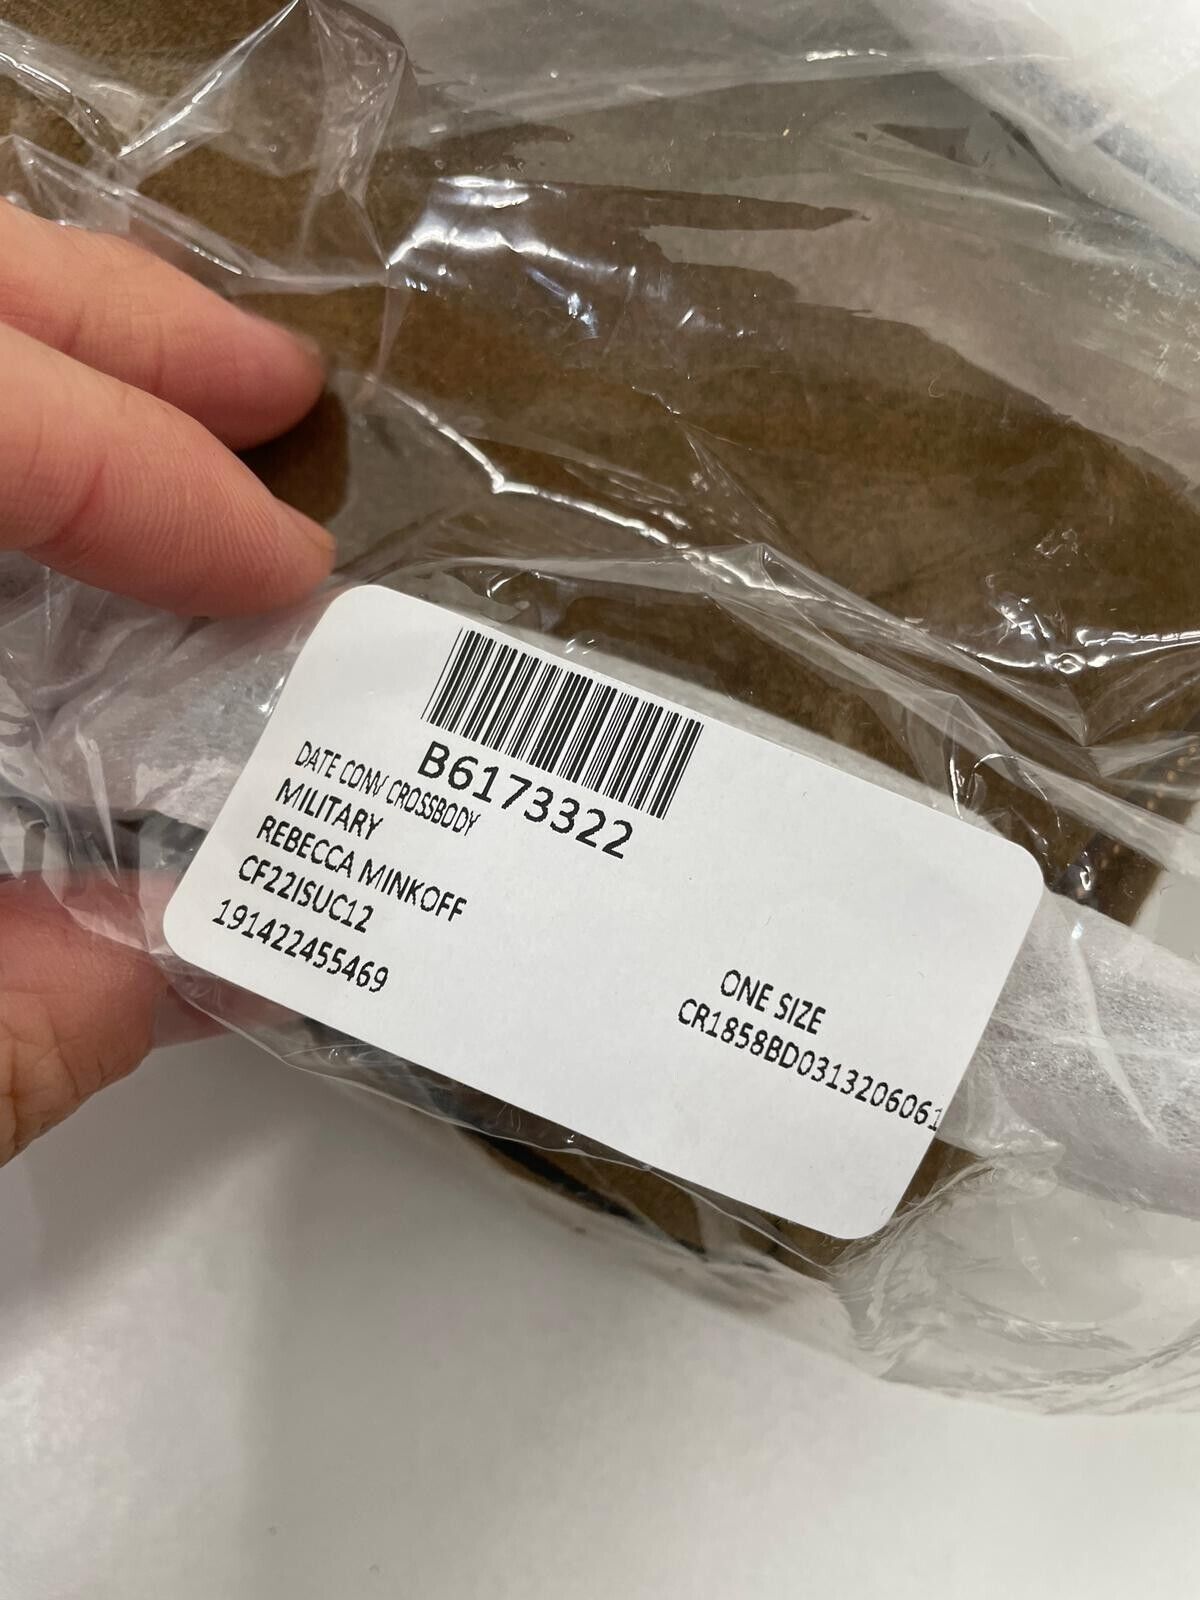 B6173322
DATE CONV CROSSBODY
MILITARY
REBECCA MINKOFF
CF22ISUC12
191422455469
ONE SIZE
CR1858BD0313206061